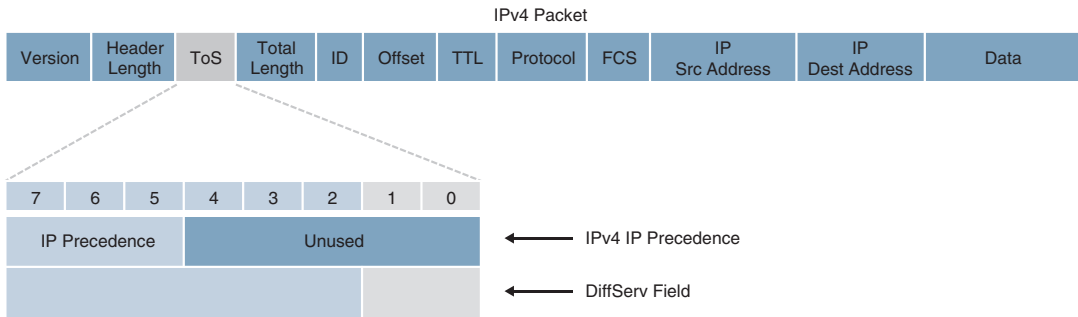 IPv4 Packet
Version Header Length ToS Total Length ID Offset TTL Protocol FCS IP Src Address IP Dest Address Data
7 6 5 4 3 2 1 0
IP Precedence Unused IPv4 IP Precedence
DiffServ Field